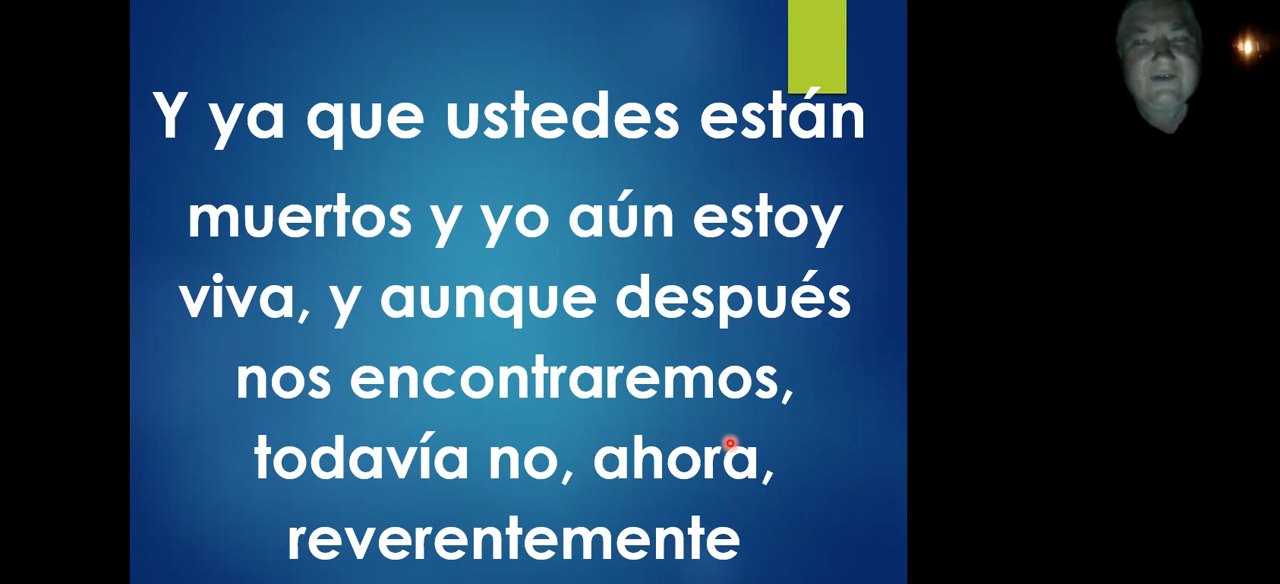 Y ya que ustedes están
muertos y yo aún estoy
viva, y aunque después
nos encontraremos,
todavía no, ahora,
reverentemente